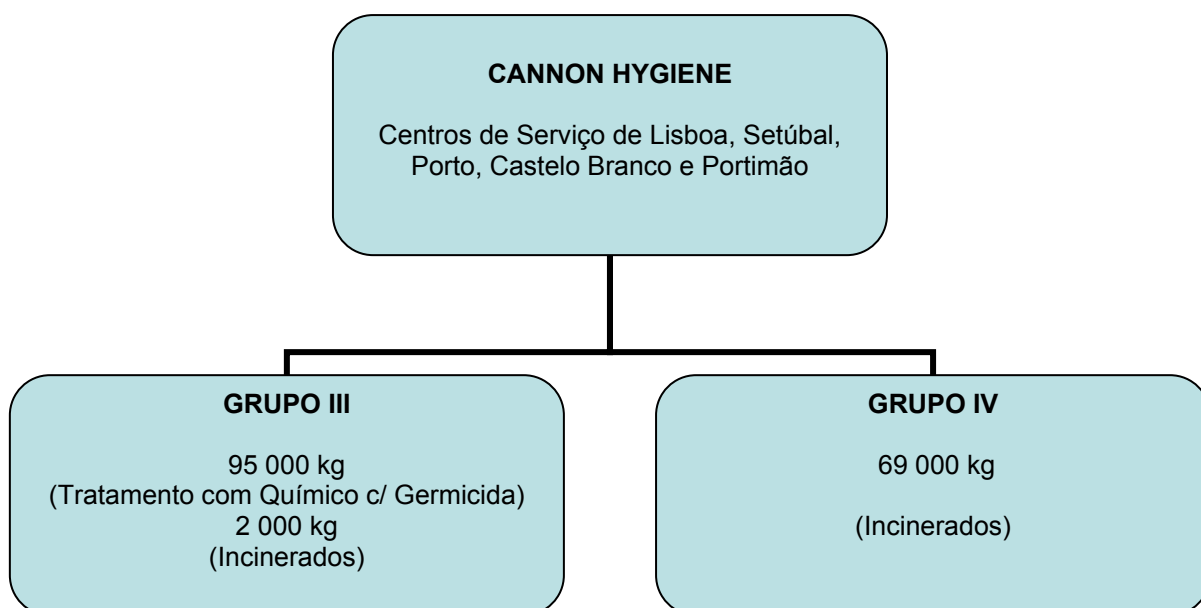 CANNON HYGIENE
Centros de Serviço de Lisboa, Setúbal,
Porto, Castelo Branco e Portimão
GRUPO III
95 000 kg
(Tratamento com Químico c/ Germicida)
2 000 kg
(Incinerados)
GRUPO IV
69 000 kg
(Incinerados)